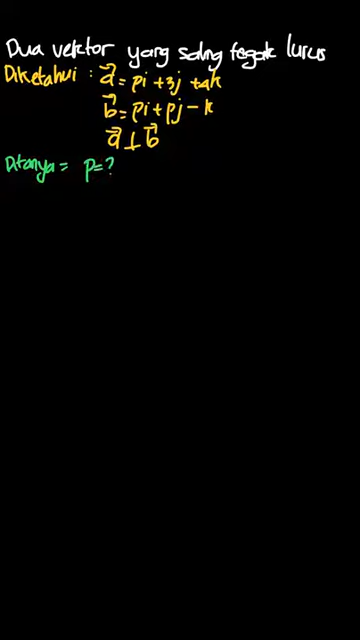 Dua vektor yang saling tegak lurus
Diketahui : a⃗ = pi + 3j + 4k
b⃗ = pi + pj - k
a⃗ ⊥ b⃗
Ditanya = p = ?